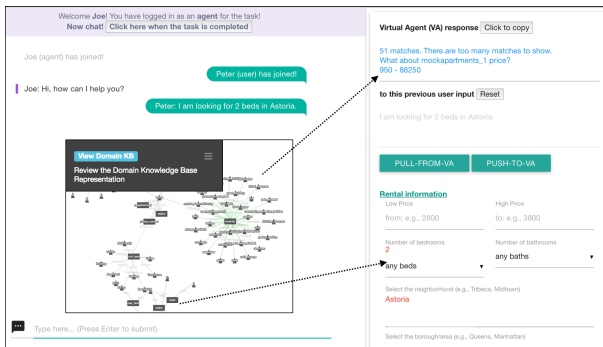 Welcome Joe! You have logged in as an agent for the task!
Now chat! Click here when the task is completed
Joe (agent) has joined!
Peter (user) has joined!
Joe: Hi, how can I help you?
Peter: I am looking for 2 beds in Astoria.
View Domain KB
Review the Domain Knowledge Base
Representation
Type here... (Press Enter to submit)
Virtual Agent (VA) response Click to copy
51 matches. There are too many matches to show.
What about mockapartments_1 price?
950 - 88250
to this previous user input Reset
I am looking for 2 beds in Astoria.
PULL-FROM-VA PUSH-TO-VA
Rental information
Low Price High Price
from: e.g., 2800 to: e.g., 3800
Number of bedrooms Number of bathrooms
2
any beds any baths
Select the neighborhood (e.g., Tribeca, Midtown)
Astoria
Select the borough/area (e.g., Queens, Manhattan)